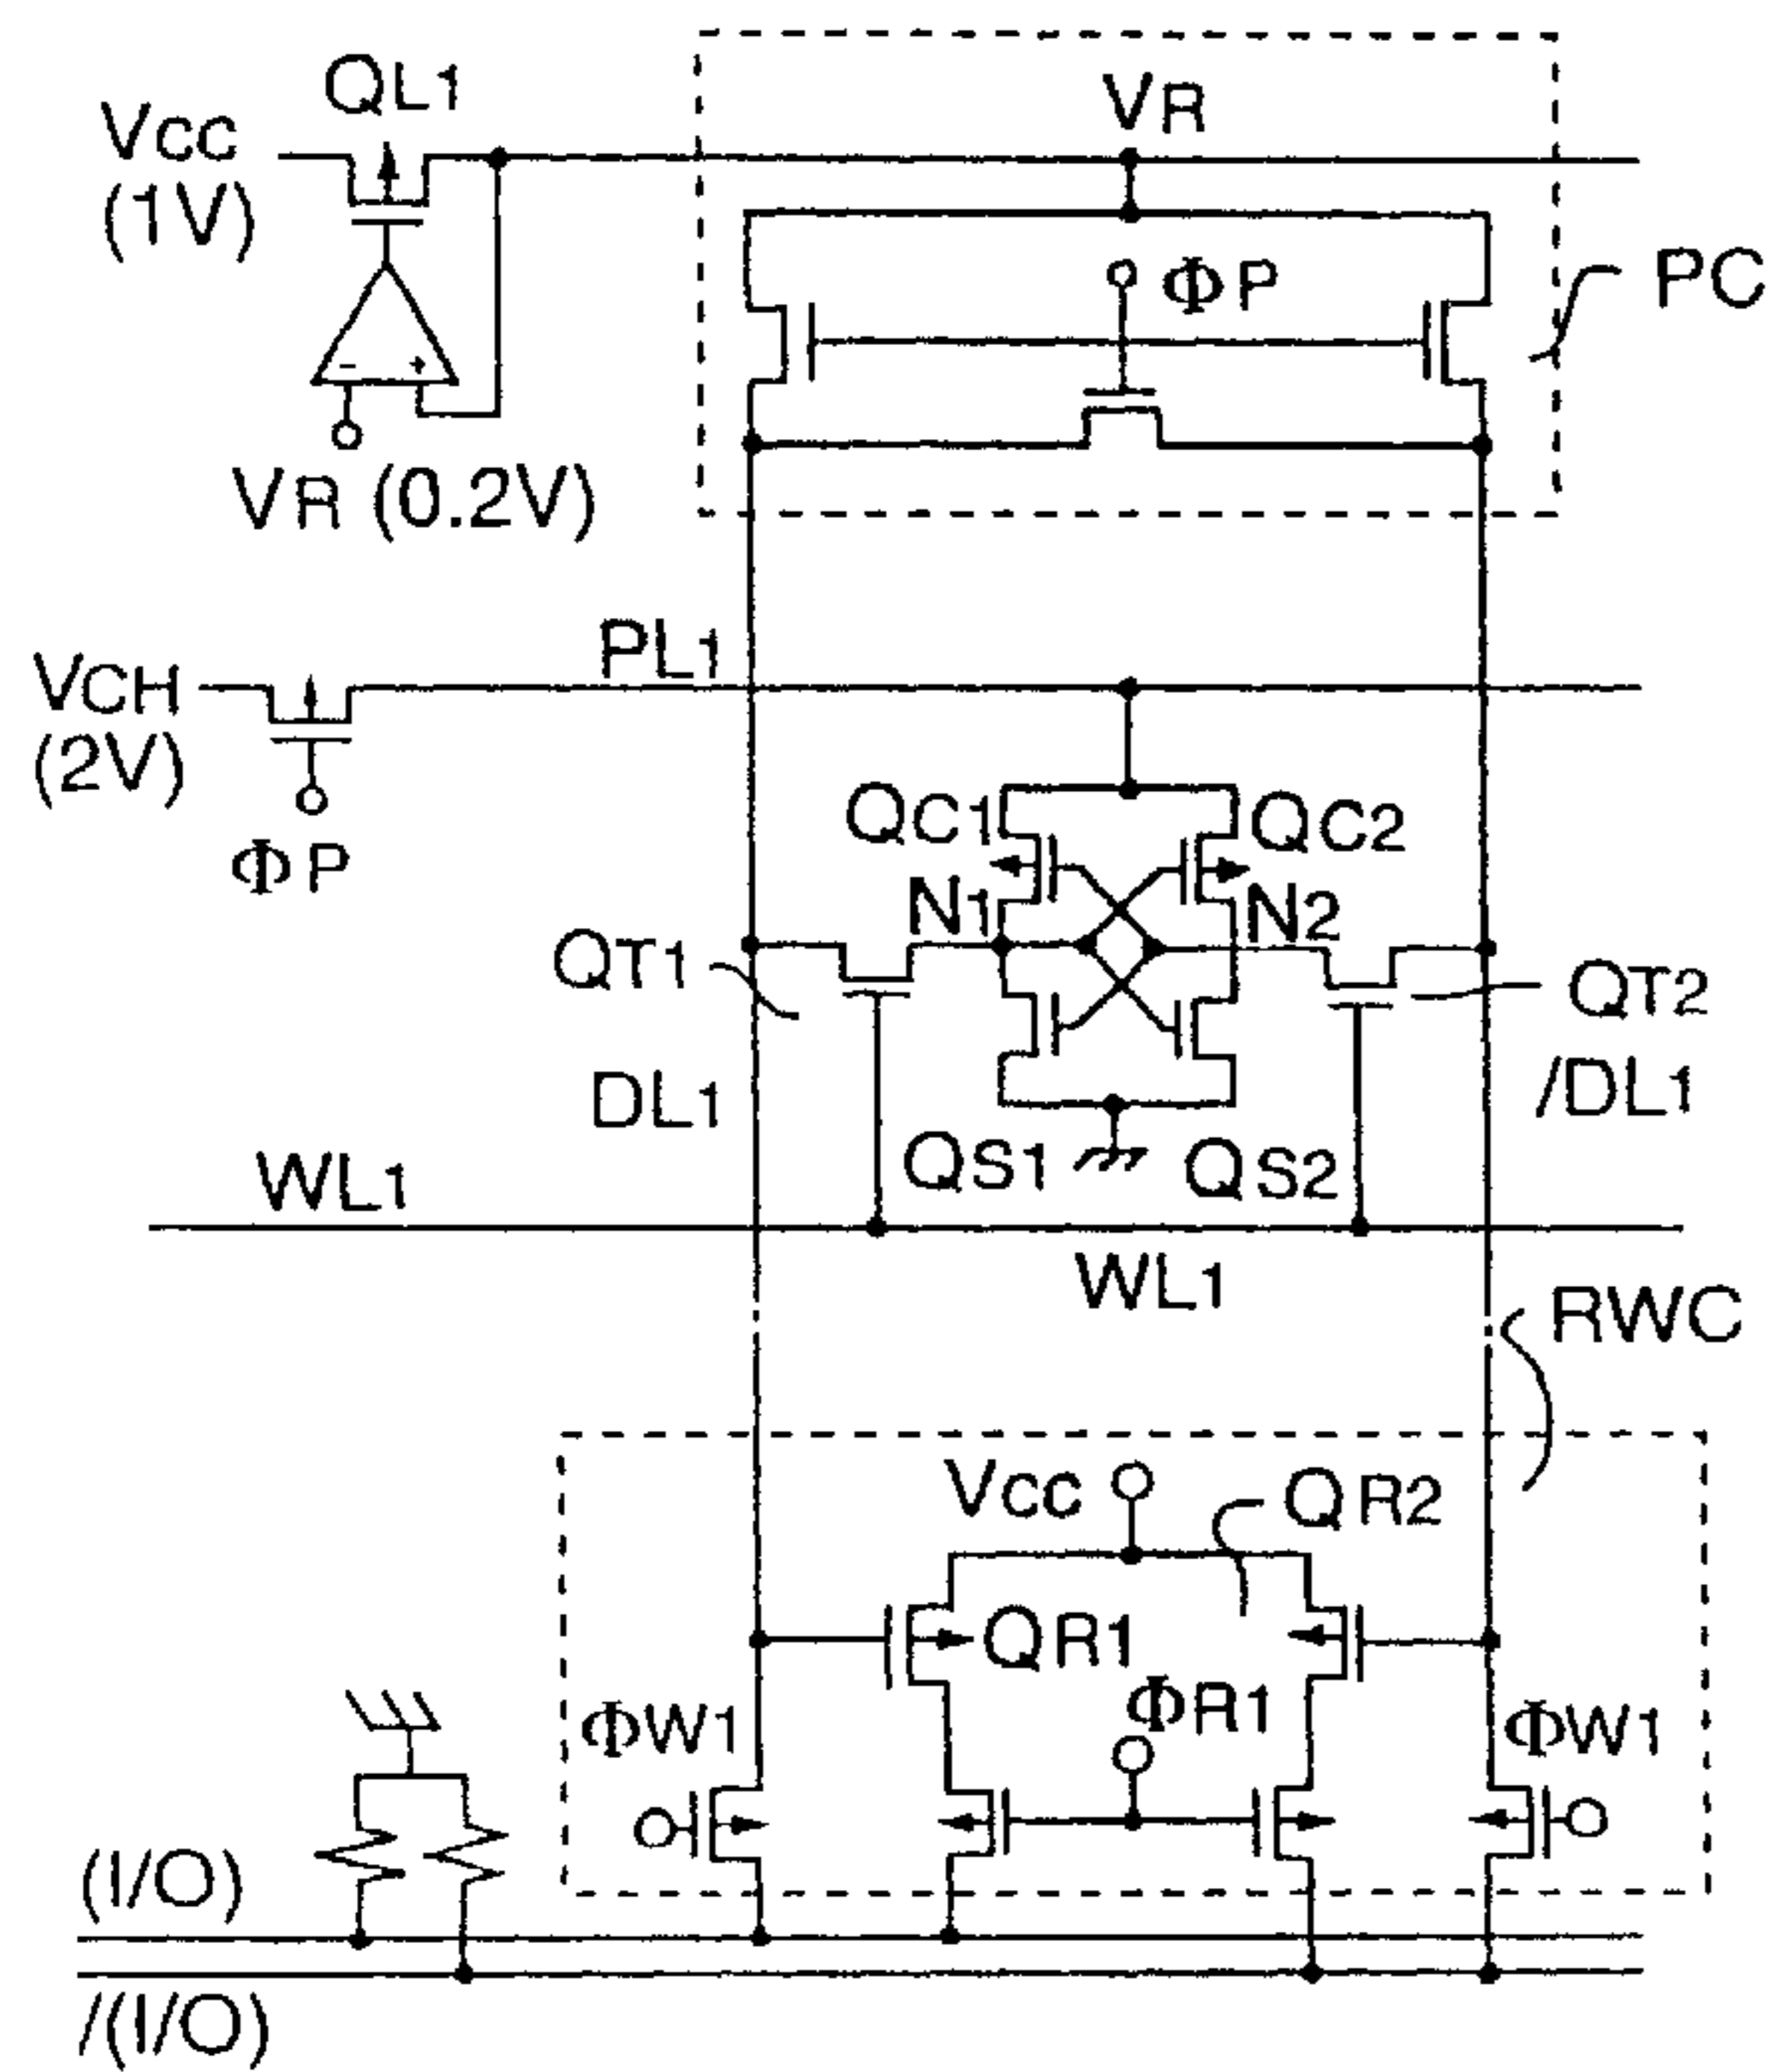 QL1
VCC
(1V)
VR
ΦP
PC
-
+
VR (0.2V)
PL1
VCH
(2V)
ΦP
QC1
QC2
N1
N2
QT1
QT2
DL1
/DL1
QS1
QS2
WL1
WL1
RWC
VCC
QR2
QR1
ΦR1
ΦW1
ΦW1
(I/O)
/(I/O)